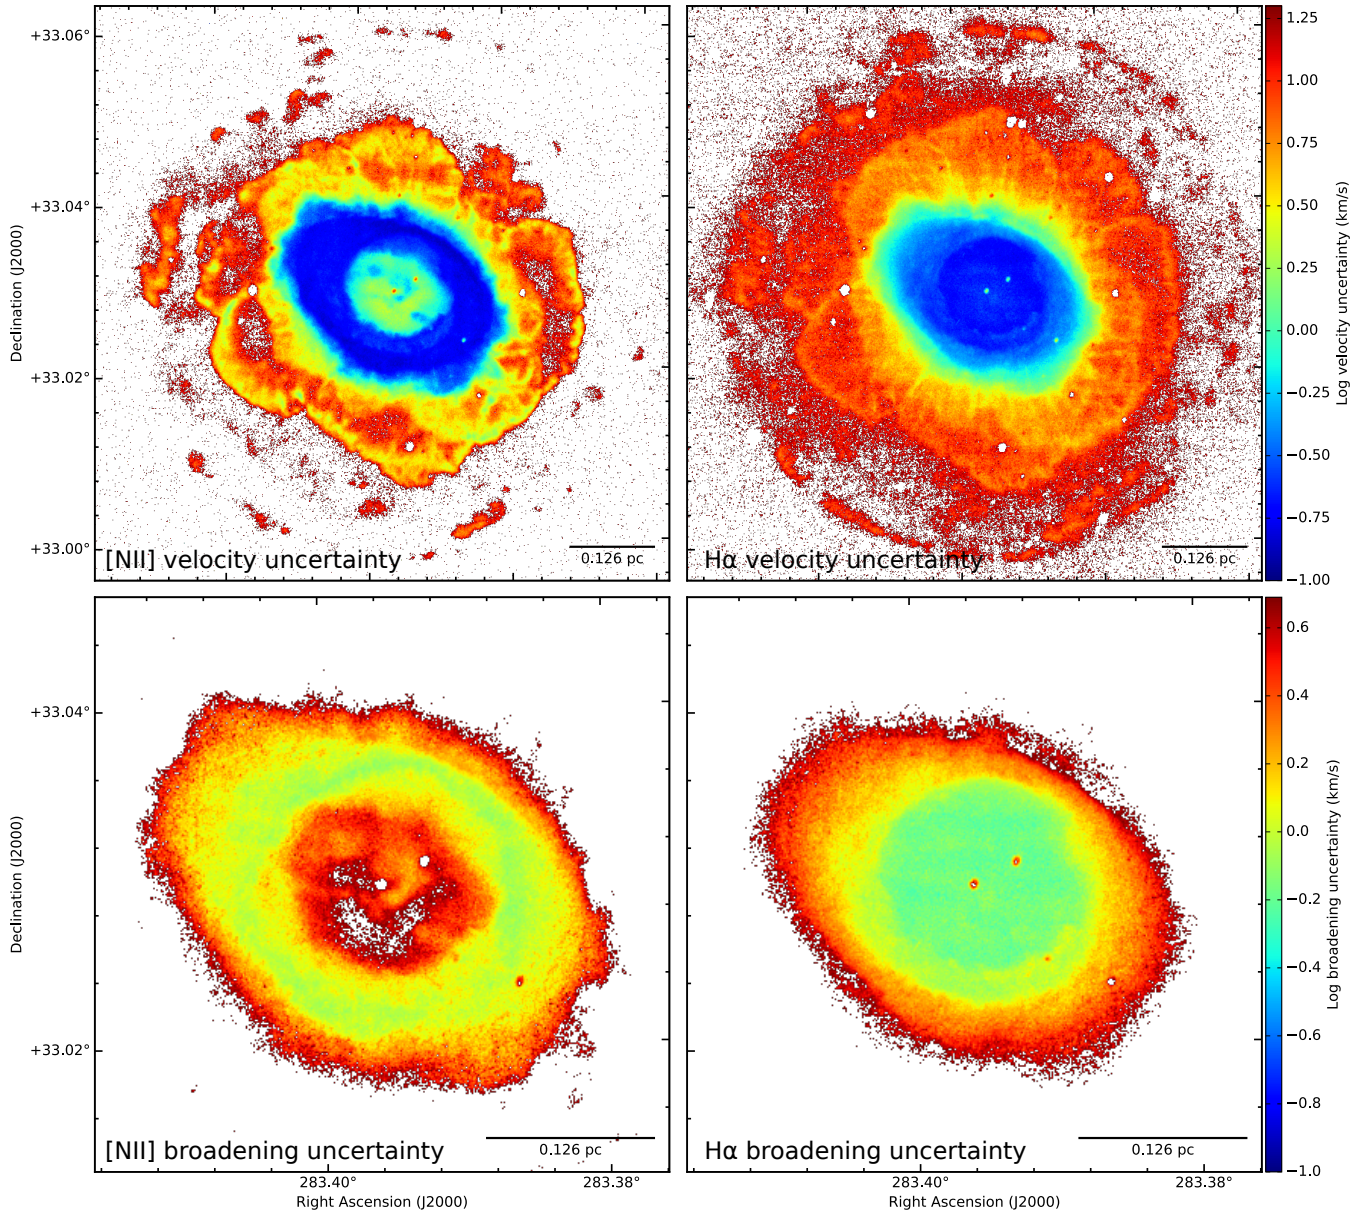 +33.06°
+33.04°
+33.02°
+33.00°
Declination (J2000)
[NII] velocity uncertainty
0.126 pc
Hα velocity uncertainty
0.126 pc
1.25
1.00
0.75
0.50
0.25
0.00
−0.25
−0.50
−0.75
−1.00
Log velocity uncertainty (km/s)
+33.04°
+33.02°
Declination (J2000)
[NII] broadening uncertainty
0.126 pc
283.40°
283.38°
Right Ascension (J2000)
Hα broadening uncertainty
0.126 pc
283.40°
283.38°
Right Ascension (J2000)
0.6
0.4
0.2
0.0
−0.2
−0.4
−0.6
−0.8
−1.0
Log broadening uncertainty (km/s)